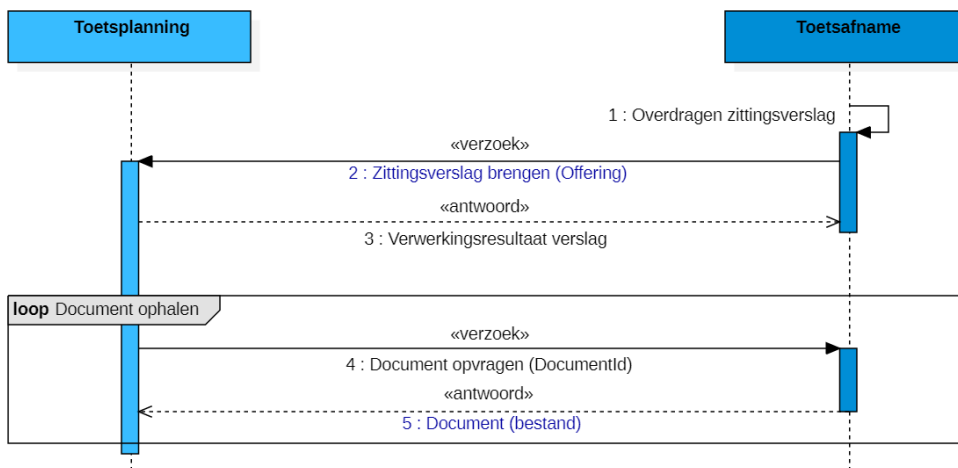 Toetsplanning
Toetsafname
1 : Overdragen zittingsverslag
«verzoek»
2 : Zittingsverslag brengen (Offering)
«antwoord»
3 : Verwerkingsresultaat verslag
loop Document ophalen
«verzoek»
4 : Document opvragen (DocumentId)
«antwoord»
5 : Document (bestand)